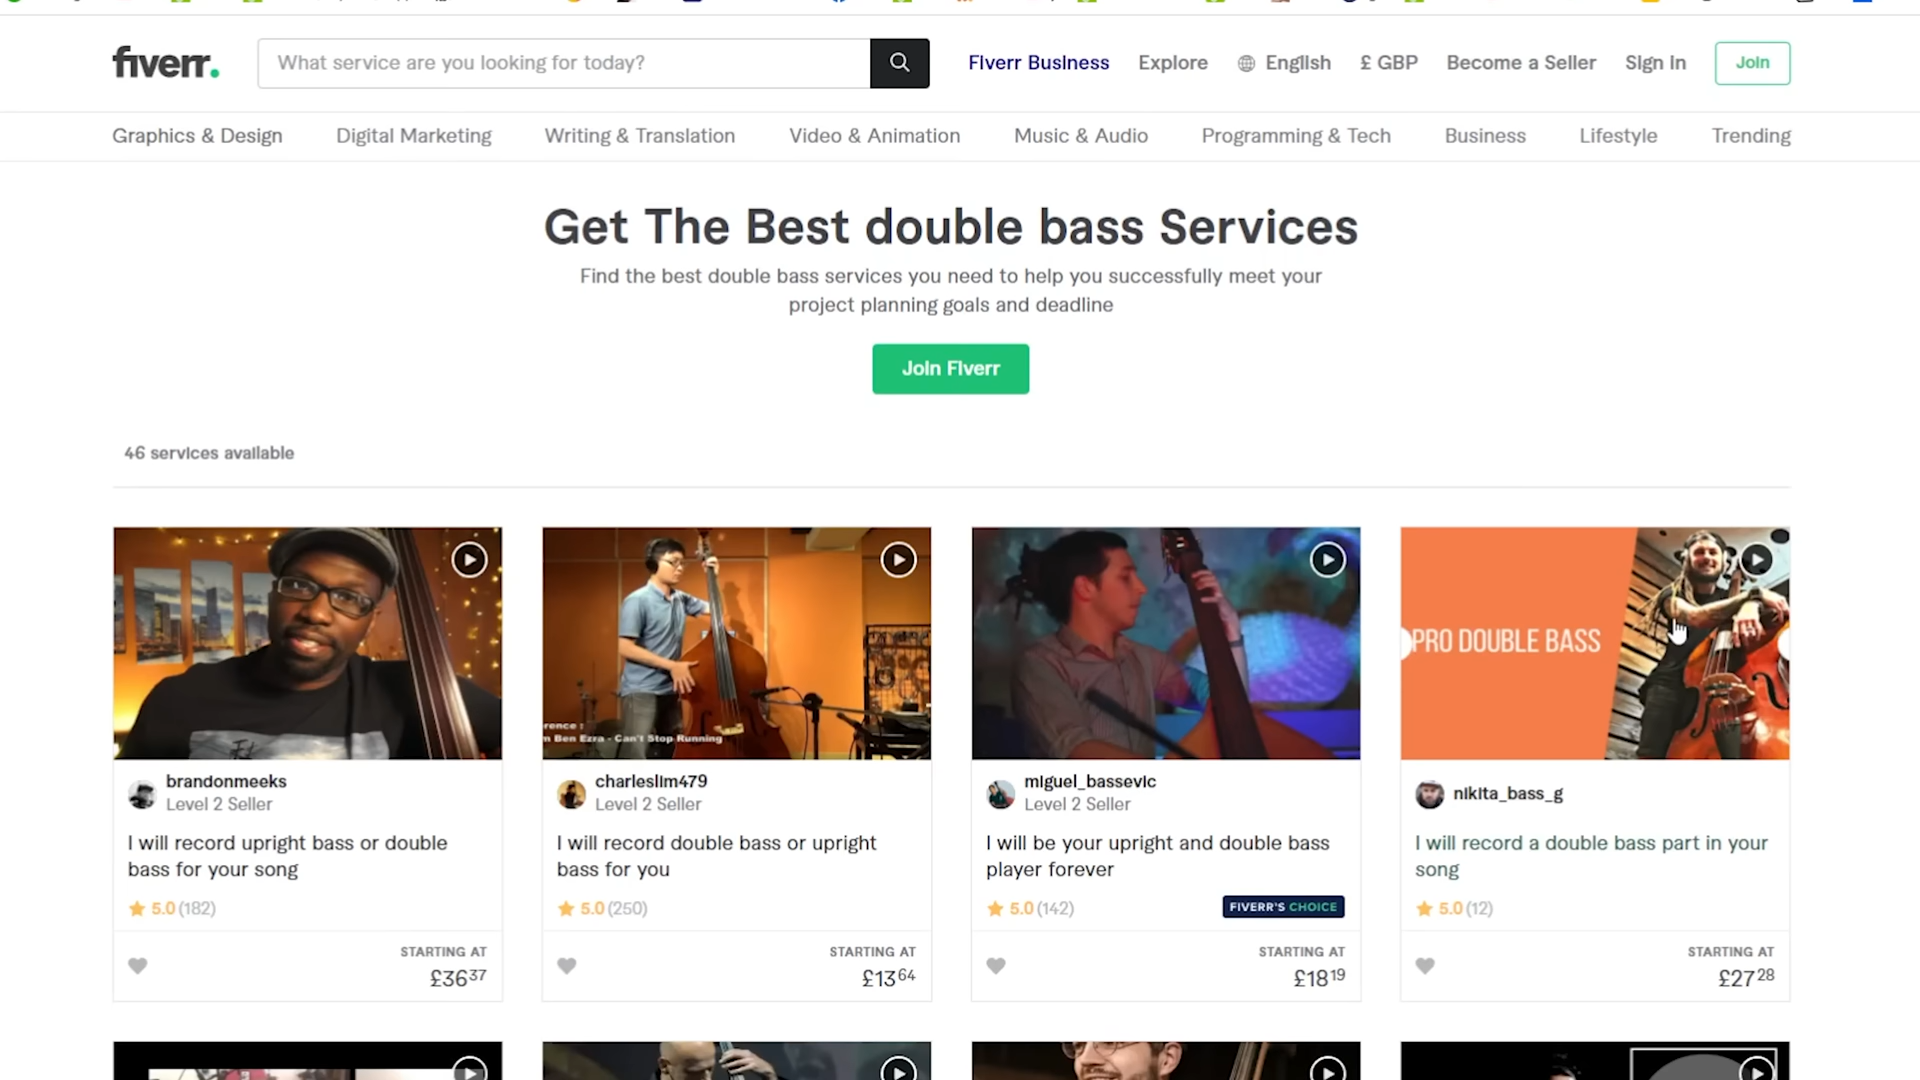 fiverr.
What service are you looking for today?
Fiverr Business
Explore
English
£ GBP
Become a Seller
Sign In
Join
Graphics & Design
Digital Marketing
Writing & Translation
Video & Animation
Music & Audio
Programming & Tech
Business
Lifestyle
Trending
Get The Best double bass Services
Find the best double bass services you need to help you successfully meet your
project planning goals and deadline
Join Fiverr
46 services available
rence :
n Ben Ezra - Can't Stop Running
PRO DOUBLE BASS
brandonmeeks
Level 2 Seller
I will record upright bass or double
bass for your song
5.0 (182)
STARTING AT
£36 37
charleslim479
Level 2 Seller
I will record double bass or upright
bass for you
5.0 (250)
STARTING AT
£13 64
miguel_bassevic
Level 2 Seller
I will be your upright and double bass
player forever
5.0 (142)
FIVERR'S CHOICE
STARTING AT
£18 19
nikita_bass_g
I will record a double bass part in your
song
5.0 (12)
STARTING AT
£27 28